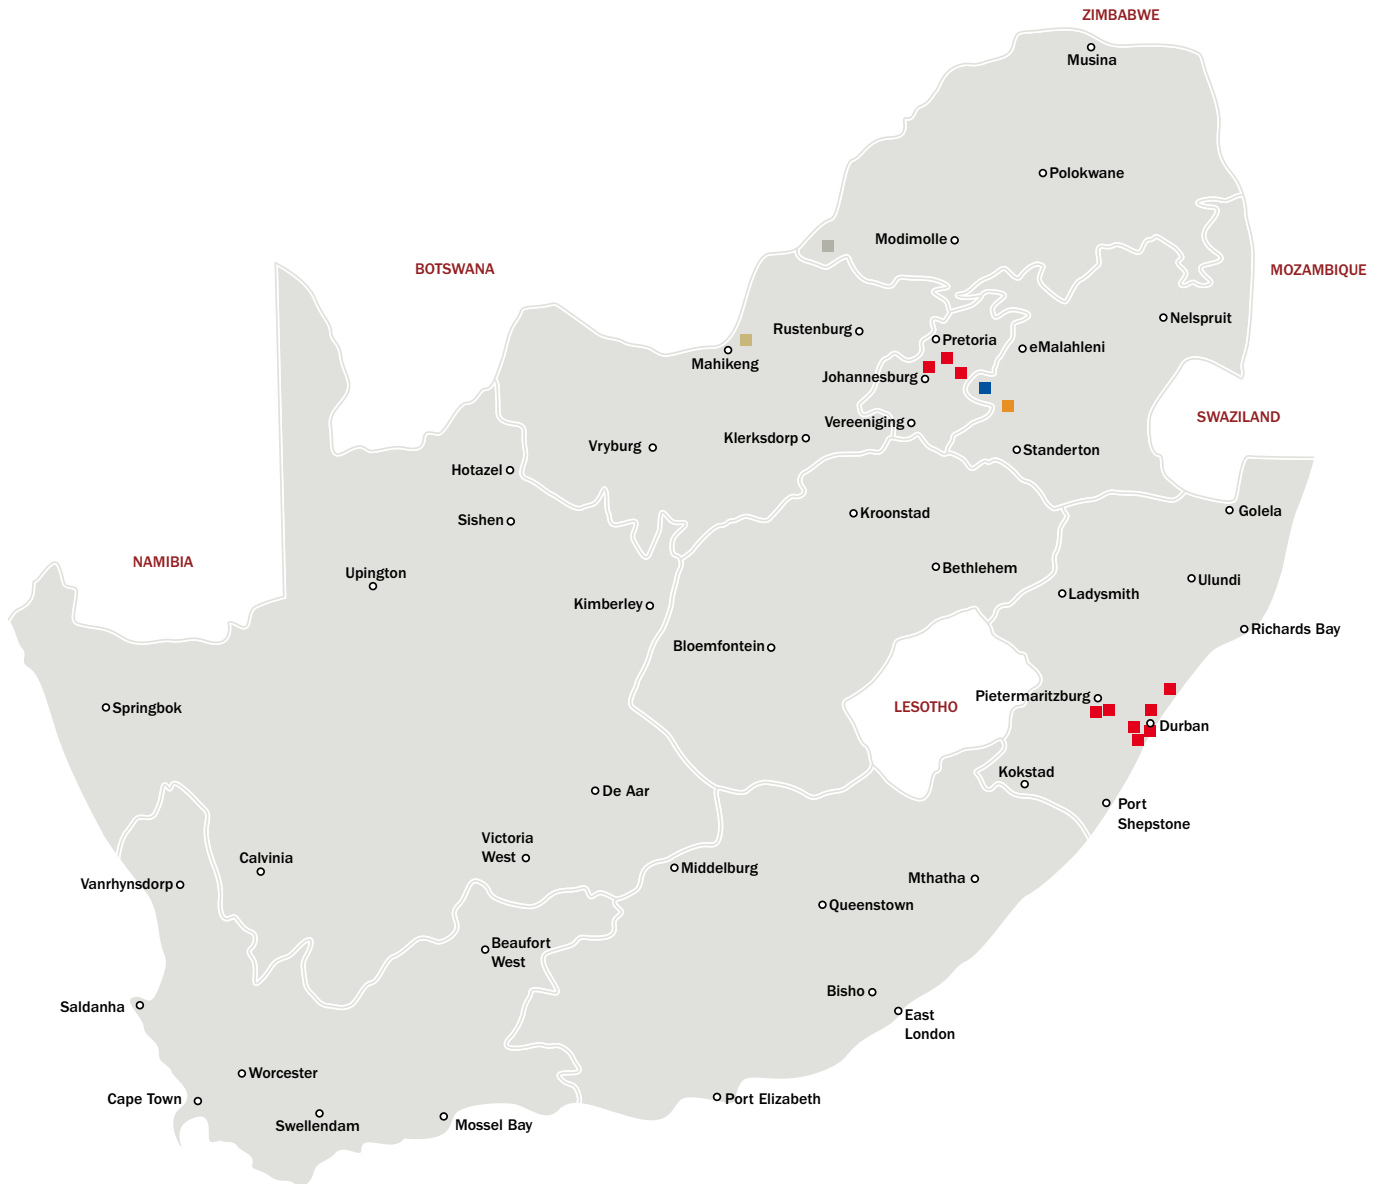 ZIMBABWE
Musina
Polokwane
Modimolle
BOTSWANA
MOZAMBIQUE
Nelspruit
Rustenburg
Pretoria
eMalahleni
Mahikeng
Johannesburg
SWAZILAND
Vereeniging
Klerksdorp
Vryburg
Standerton
Hotazel
Golela
Kroonstad
Sishen
NAMIBIA
Bethlehem
Upington
Ulundi
Ladysmith
Kimberley
Richards Bay
Bloemfontein
Pietermaritzburg
LESOTHO
Springbok
Durban
Kokstad
De Aar
Port
Shepstone
Victoria
West
Calvinia
Middelburg
Mthatha
Vanrhynsdorp
Queenstown
Beaufort
West
Bisho
Saldanha
East
London
Worcester
Cape Town
Port Elizabeth
Swellendam
Mossel Bay